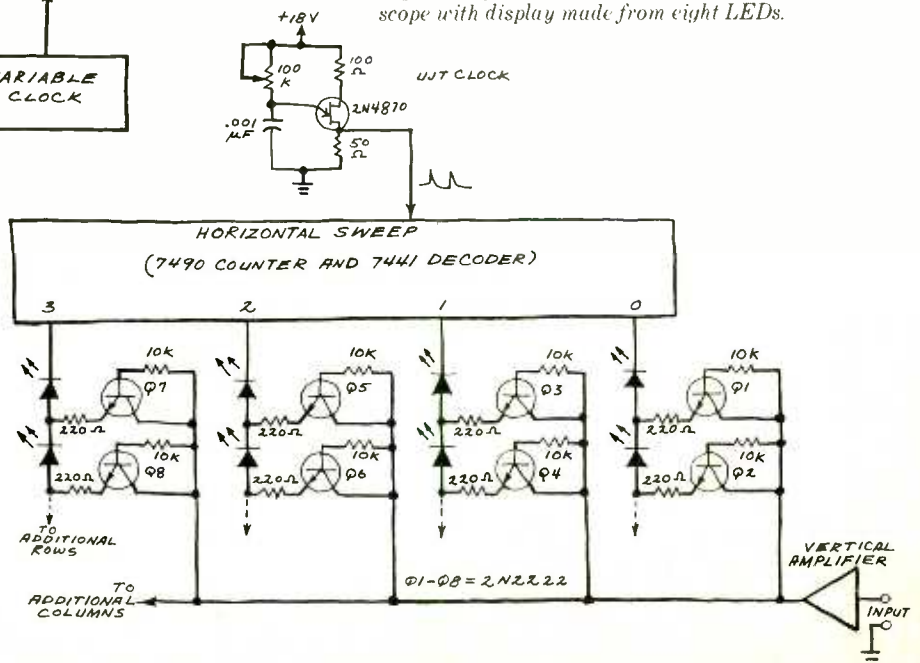 scope with display made from eight LEDs.
+18V
ARIABLE
CLOCK
100
K
100
Ω
UJT CLOCK
2N4870
.001
µF
50
Ω
HORIZONTAL SWEEP
(7490 COUNTER AND 7441 DECODER)
3 2 1 0
10K 10K 10K 10K
Q7 Q5 Q3 Q1
220Ω 220Ω 220Ω 220Ω
10K 10K 10K 10K
Q8 Q6 Q4 Q2
220Ω 220Ω 220Ω 220Ω
TO
ADDITIONAL
ROWS
VERTICAL
AMPLIFIER
Q1-Q8 = 2N2222
TO
ADDITIONAL
COLUMNS
INPUT